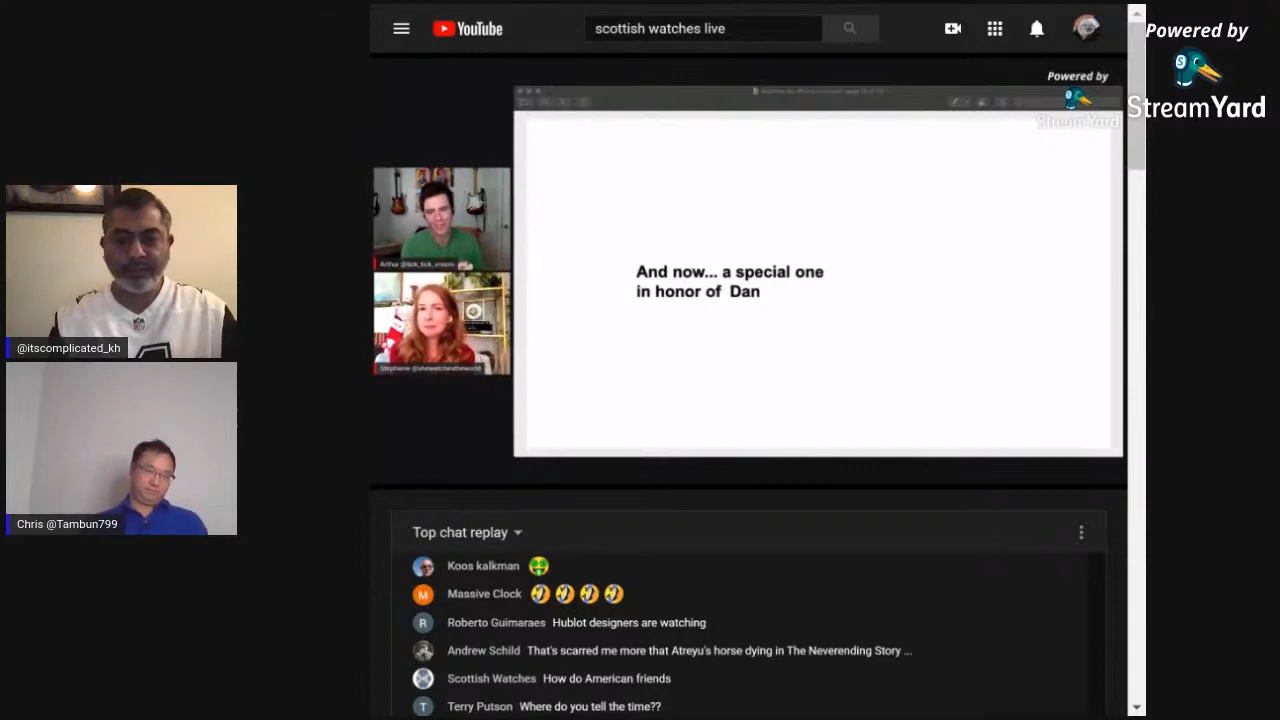 YouTube
scottish watches live
Powered by
StreamYard
Powered by
StreamYard
And now... a special one
in honor of Dan
Arthur @tick_tick_vroom
@itscomplicated_kh
Chris @Tambun799
Top chat replay
Koos kalkman
M Massive Clock
R Roberto Guimaraes Hublot designers are watching
Andrew Schild That's scarred me more that Atreyu's horse dying in The Neverending Story ...
Scottish Watches How do American friends
T Terry Putson Where do you tell the time??